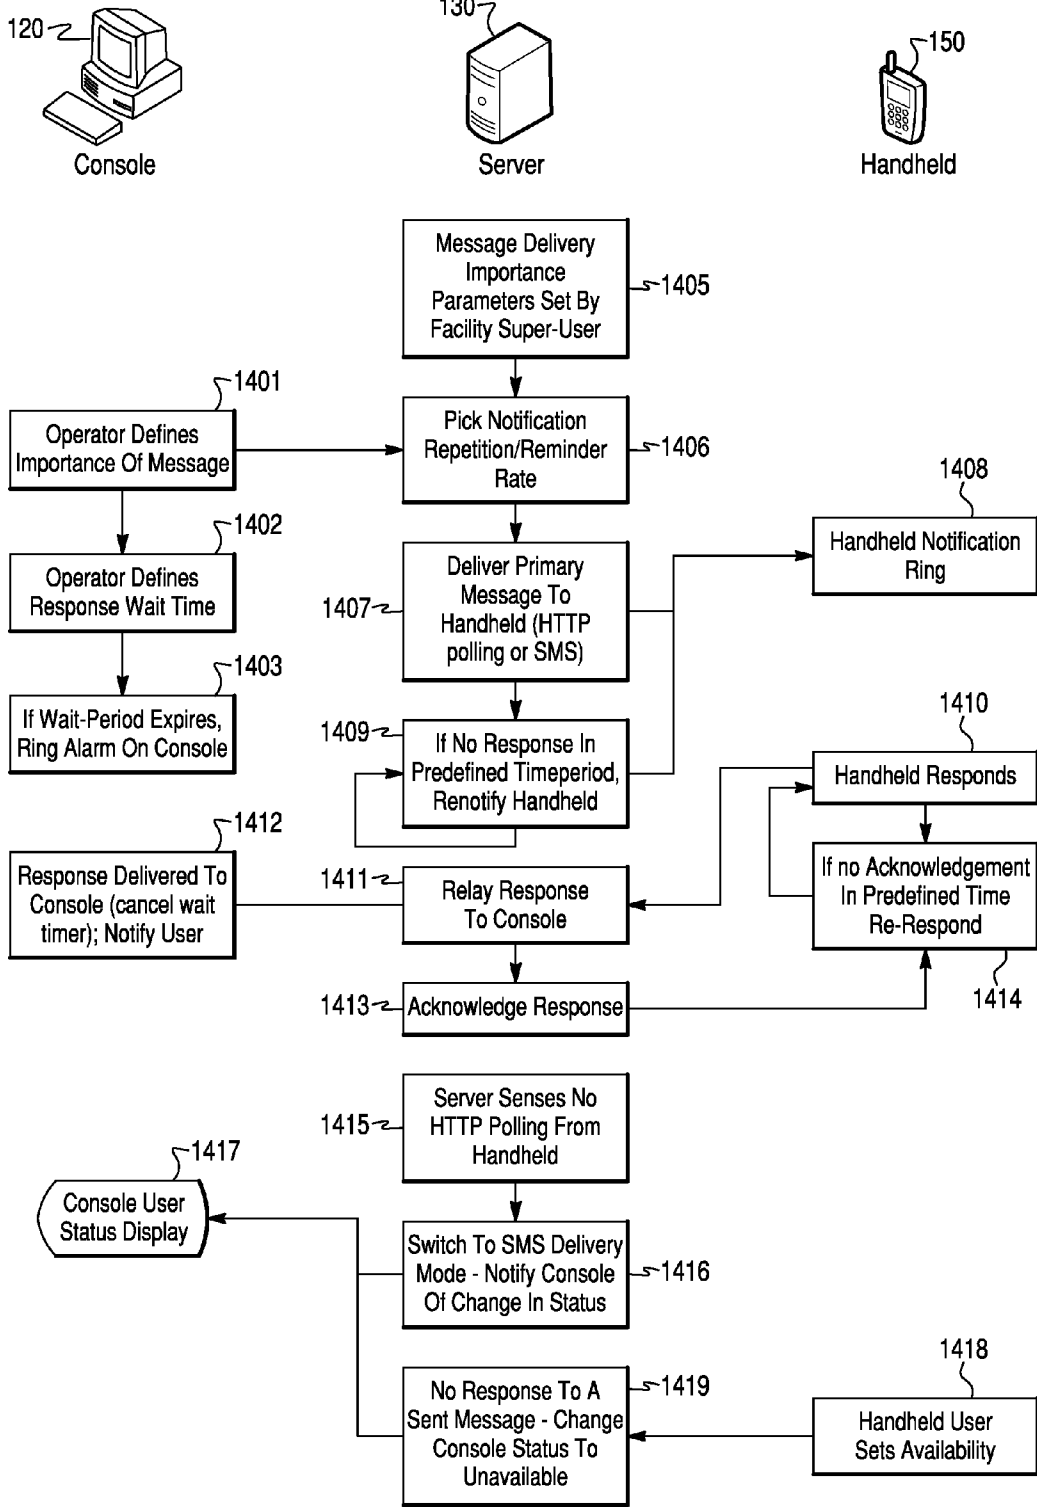 120
130
150
Console
Server
Handheld
Message Delivery
Importance
Parameters Set By
Facility Super-User
1405
1401
Operator Defines
Importance Of Message
Pick Notification
Repetition/Reminder
Rate
1406
1408
Handheld Notification
Ring
1402
Operator Defines
Response Wait Time
1407
Deliver Primary
Message To
Handheld (HTTP
polling or SMS)
1403
If Wait-Period Expires,
Ring Alarm On Console
1409
If No Response In
Predefined Timeperiod,
Renotify Handheld
1410
Handheld Responds
1412
Response Delivered To
Console (cancel wait
timer); Notify User
1411
Relay Response
To Console
If no Acknowledgement
In Predefined Time
Re-Respond
1414
1413
Acknowledge Response
1415
Server Senses No
HTTP Polling From
Handheld
1417
Console User
Status Display
Switch To SMS Delivery
Mode - Notify Console
Of Change In Status
1416
1418
Handheld User
Sets Availability
1419
No Response To A
Sent Message - Change
Console Status To
Unavailable